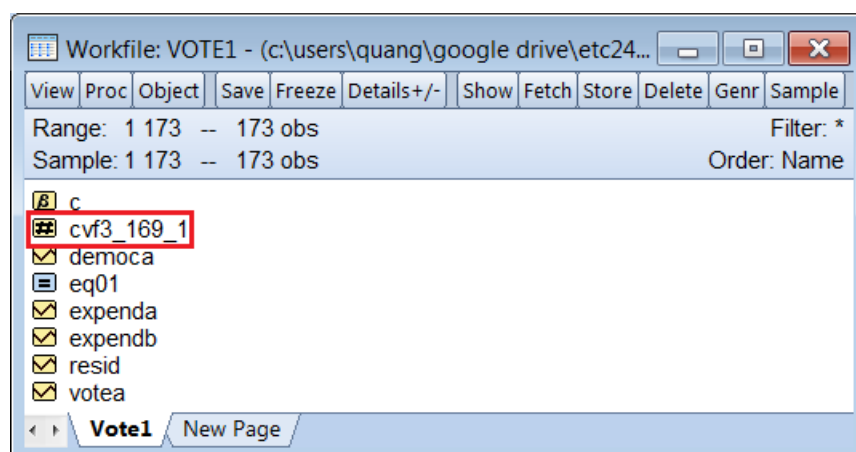 Workfile: VOTE1 - (c:\users\quang\google drive\etc24...
View Proc Object Save Freeze Details+/- Show Fetch Store Delete Genr Sample
Range: 1 173 -- 173 obs Filter: *
Sample: 1 173 -- 173 obs Order: Name
β c
# cvf3_169_1
democa
= eq01
expenda
expendb
resid
votea
Vote1 New Page